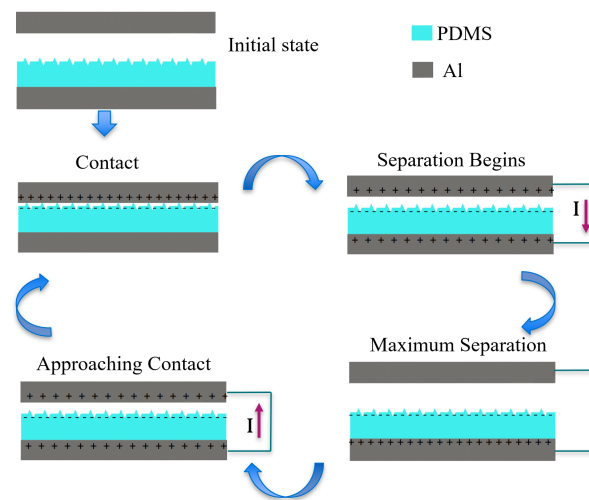 Initial state
PDMS
Al
Contact
Separation Begins
I
Maximum Separation
Approaching Contact
I